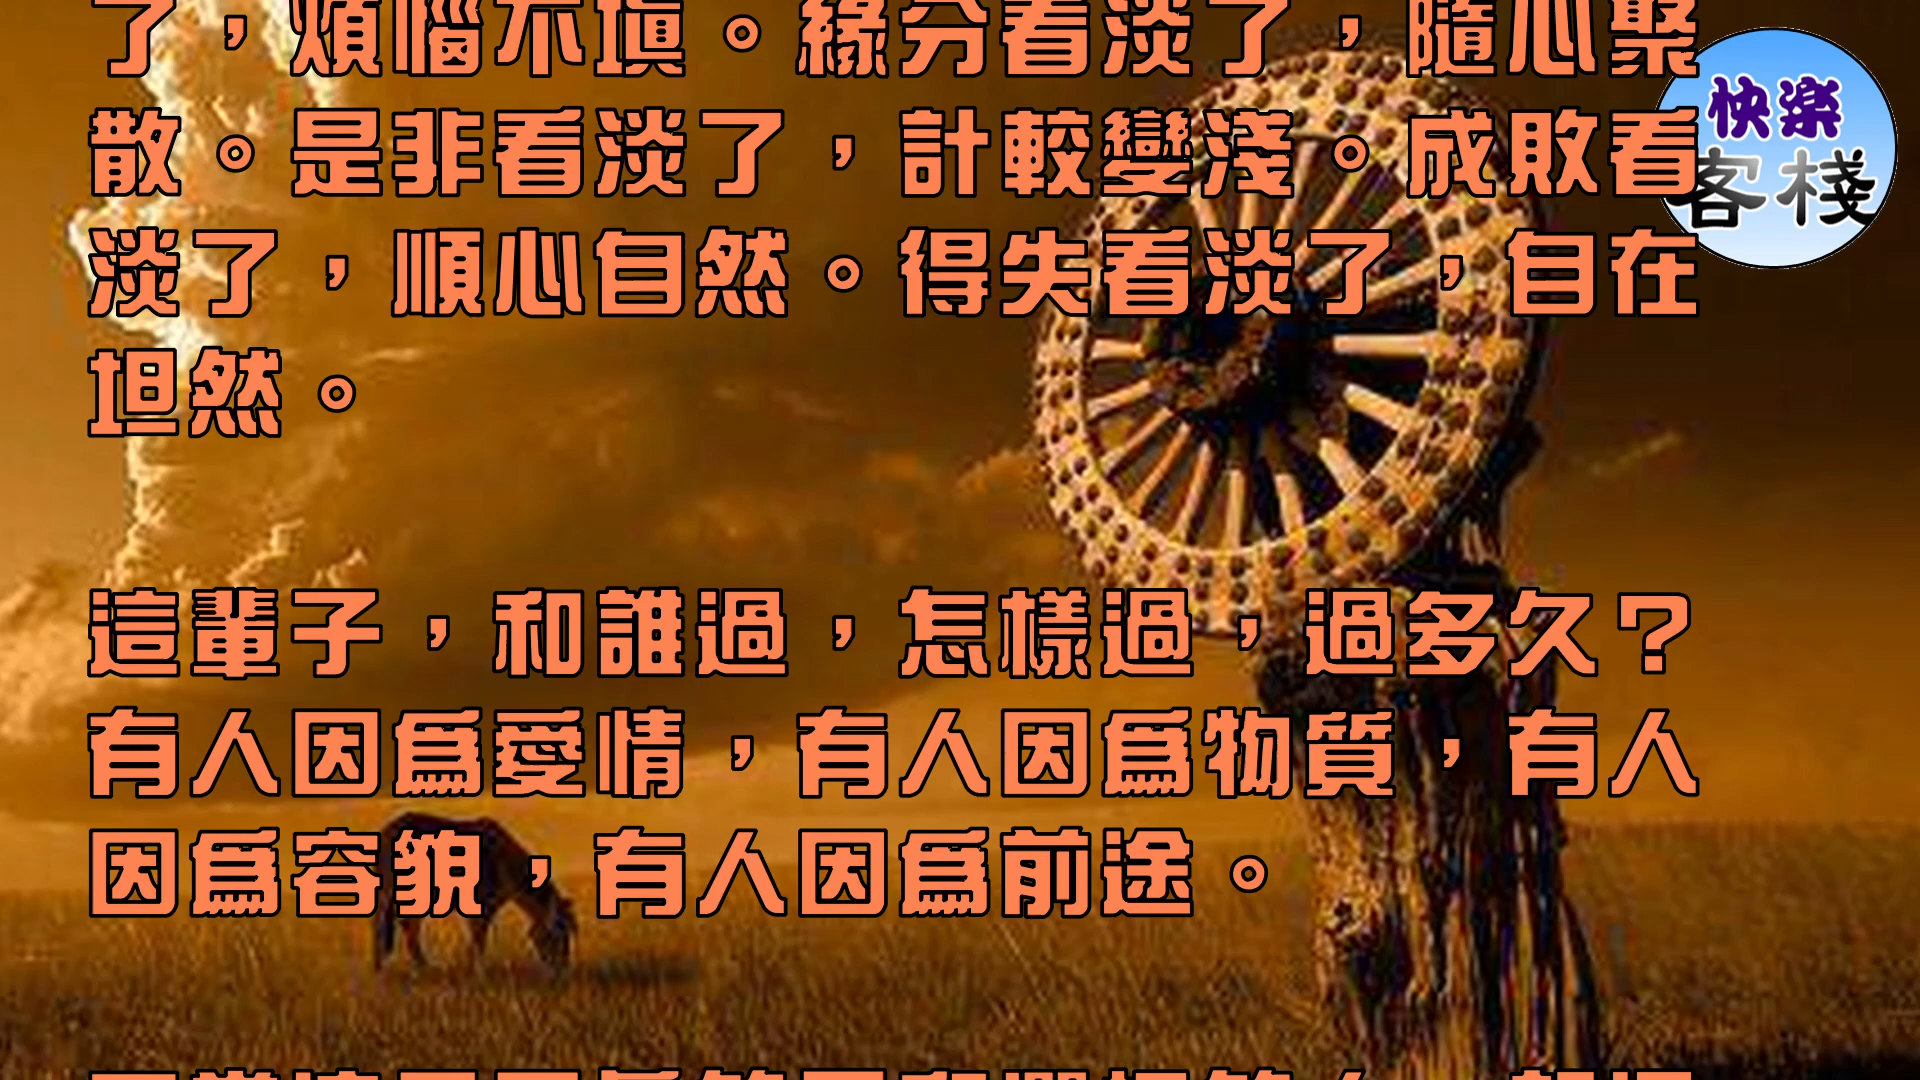 了，煩惱不填。緣分看淡了，隨心聚
散。是非看淡了，計較變淺。成敗看
淡了，順心自然。得失看淡了，自在
坦然。
這輩子，和誰過，怎樣過，過多久？
有人因爲愛情，有人因爲物質，有人
因爲容貌，有人因爲前途。
快樂
客棧